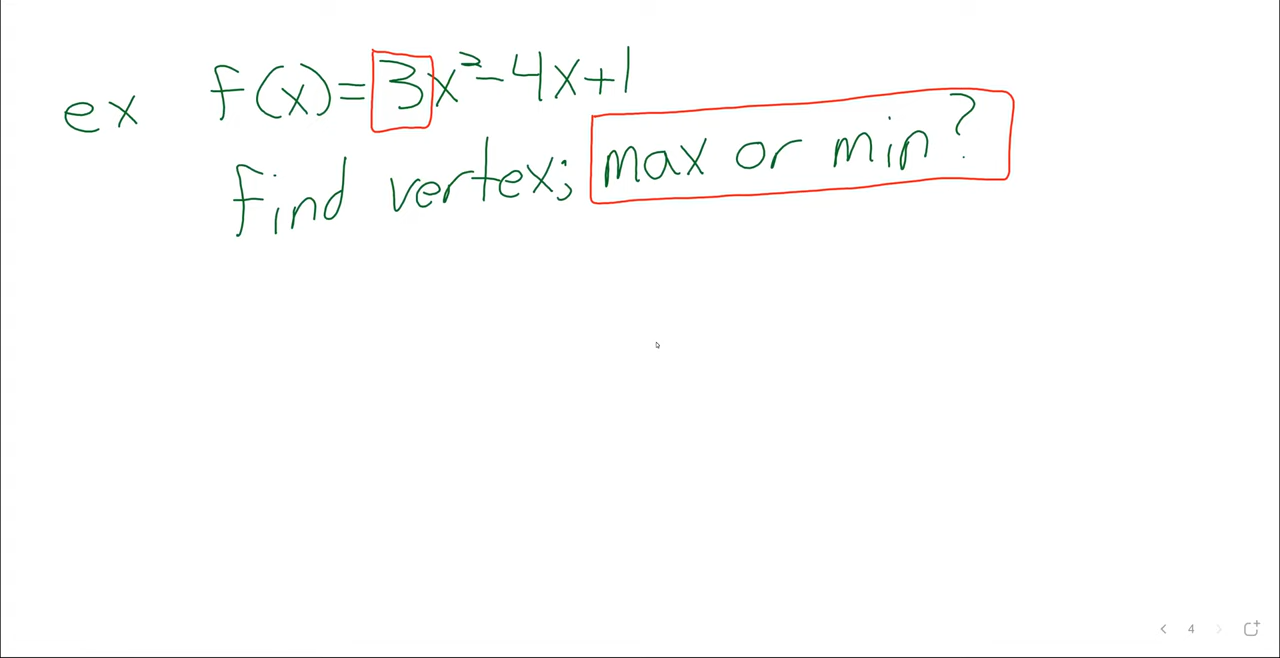 ex f(x)=3x²-4x+1
find vertex; max or min?
4